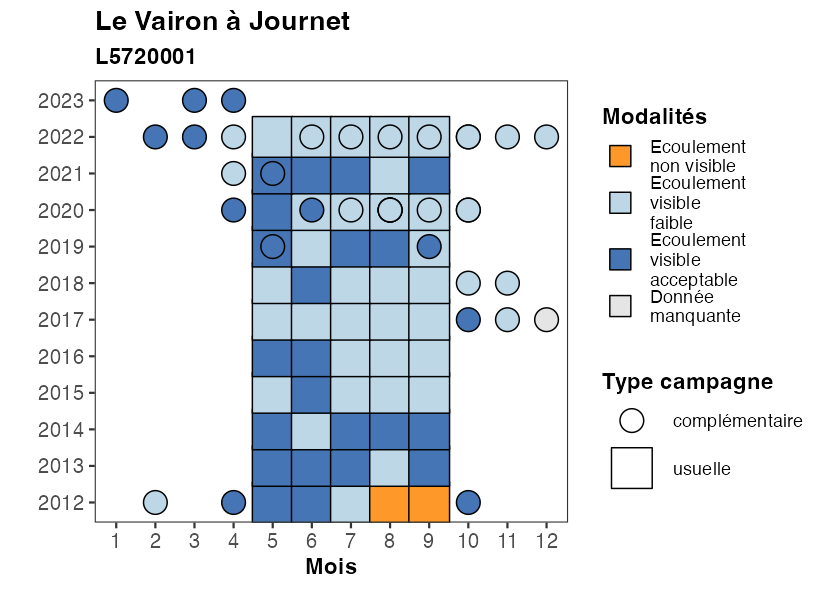 Le Vairon à Journet
L5720001
2023
2022
2021
2020
2019
2018
2017
2016
2015
2014
2013
2012
1 2 3 4 5 6 7 8 9 10 11 12
Mois
Modalités
Ecoulement
non visible
Ecoulement
visible
faible
Ecoulement
visible
acceptable
Donnée
manquante
Type campagne
complémentaire
usuelle